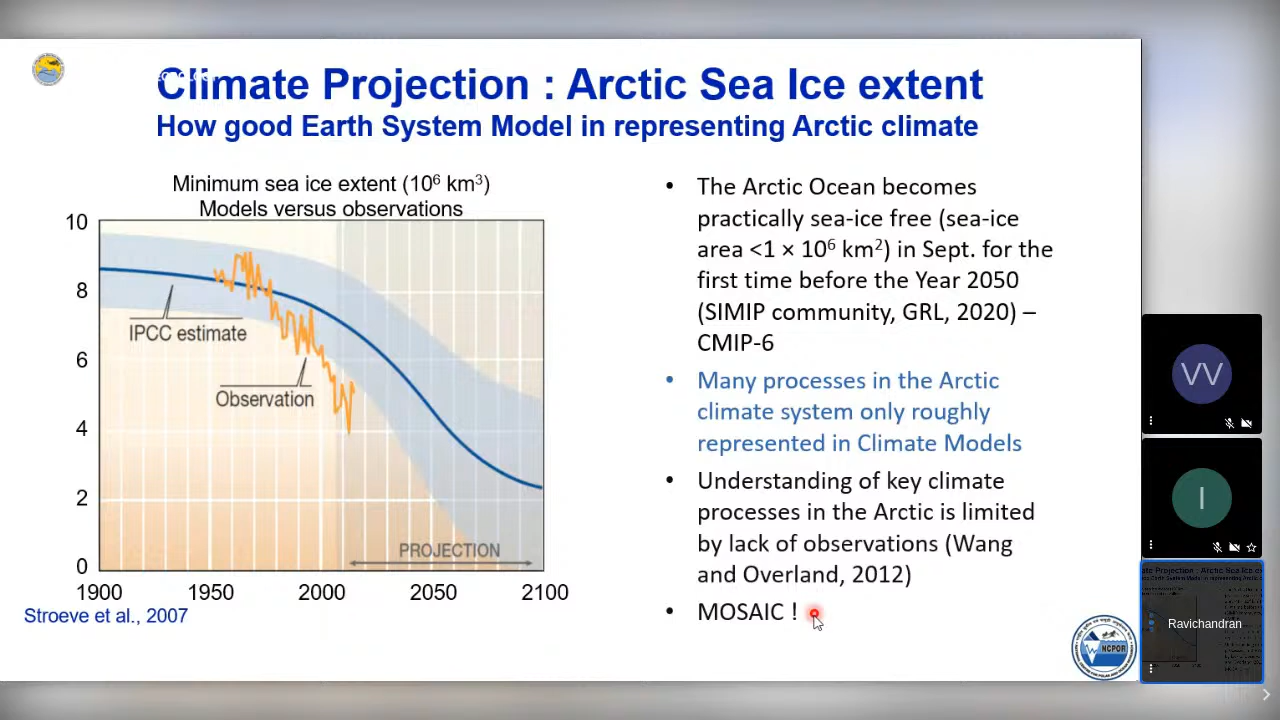 Climate Projection : Arctic Sea Ice extent
How good Earth System Model in representing Arctic climate
Minimum sea ice extent (10⁶ km³)
Models versus observations
10
8
6
4
2
0
IPCC estimate
Observation
PROJECTION
1900 1950 2000 2050 2100
Stroeve et al., 2007
• The Arctic Ocean becomes
practically sea-ice free (sea-ice
area <1 × 10⁶ km²) in Sept. for the
first time before the Year 2050
(SIMIP community, GRL, 2020) –
CMIP-6
• Many processes in the Arctic
climate system only roughly
represented in Climate Models
• Understanding of key climate
processes in the Arctic is limited
by lack of observations (Wang
and Overland, 2012)
• MOSAIC !
NCPOR
VV
I
Ravichandran